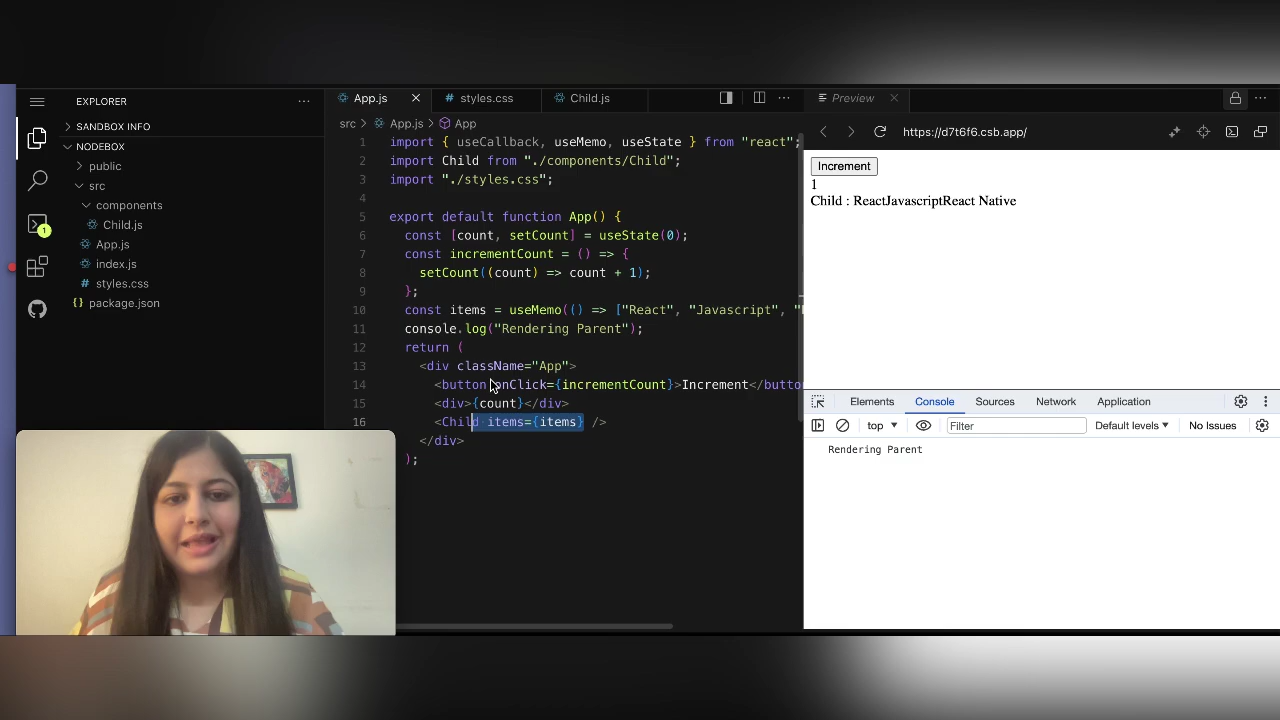 EXPLORER
SANDBOX INFO
NODEBOX
public
src
components
Child.js
App.js
index.js
styles.css
package.json
1
App.js
styles.css
Child.js
src > App.js > App
1 import { useCallback, useMemo, useState } from "react";
2 import Child from "./components/Child";
3 import "./styles.css";
4
5 export default function App() {
6 const [count, setCount] = useState(0);
7 const incrementCount = () => {
8 setCount((count) => count + 1);
9 };
10 const items = useMemo(() => ["React", "Javascript", "
11 console.log("Rendering Parent");
12 return (
13 <div className="App">
14 <button onClick={incrementCount}>Increment</butto
15 <div>{count}</div>
16 <Child items={items} />
</div>
);
Preview
https://d7t6f6.csb.app/
Increment
1
Child : ReactJavascriptReact Native
Elements Console Sources Network Application
top Filter Default levels No Issues
Rendering Parent